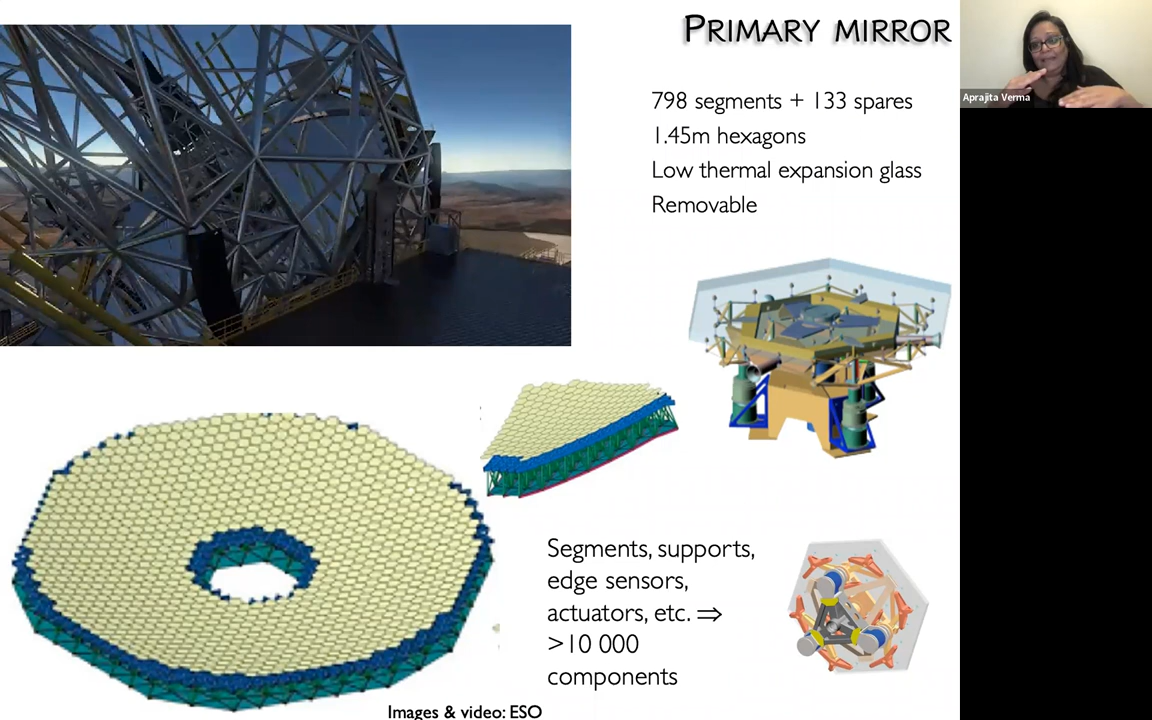 PRIMARY MIRROR
Aprajita Verma
798 segments + 133 spares
1.45m hexagons
Low thermal expansion glass
Removable
Segments, supports,
edge sensors,
actuators, etc. ⇒
>10 000
components
Images & video: ESO